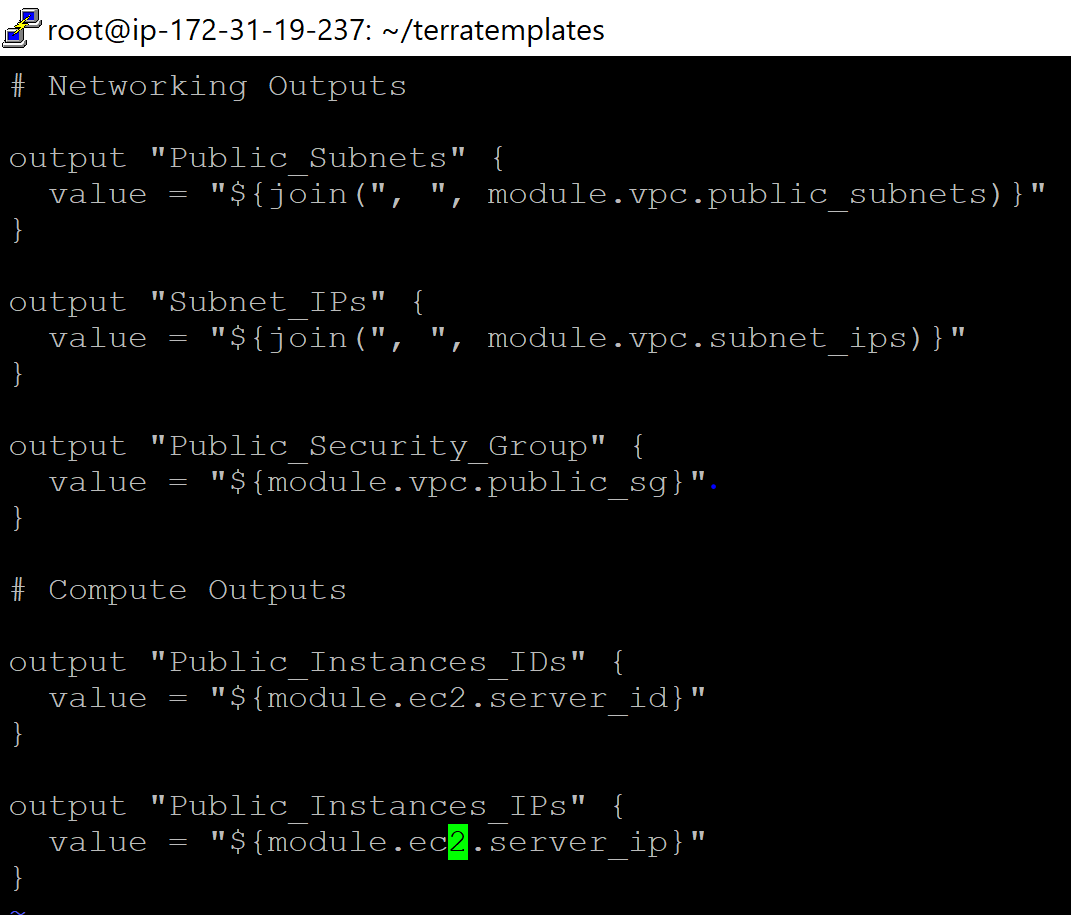 root@ip-172-31-19-237: ~/terratemplates
# Networking Outputs
output "Public_Subnets" {
  value = "${join(", ", module.vpc.public_subnets)}"
}
output "Subnet_IPs" {
  value = "${join(", ", module.vpc.subnet_ips)}"
}
output "Public_Security_Group" {
  value = "${module.vpc.public_sg}".
}
# Compute Outputs
output "Public_Instances_IDs" {
  value = "${module.ec2.server_id}"
}
output "Public_Instances_IPs" {
  value = "${module.ec2.server_ip}"
}
~